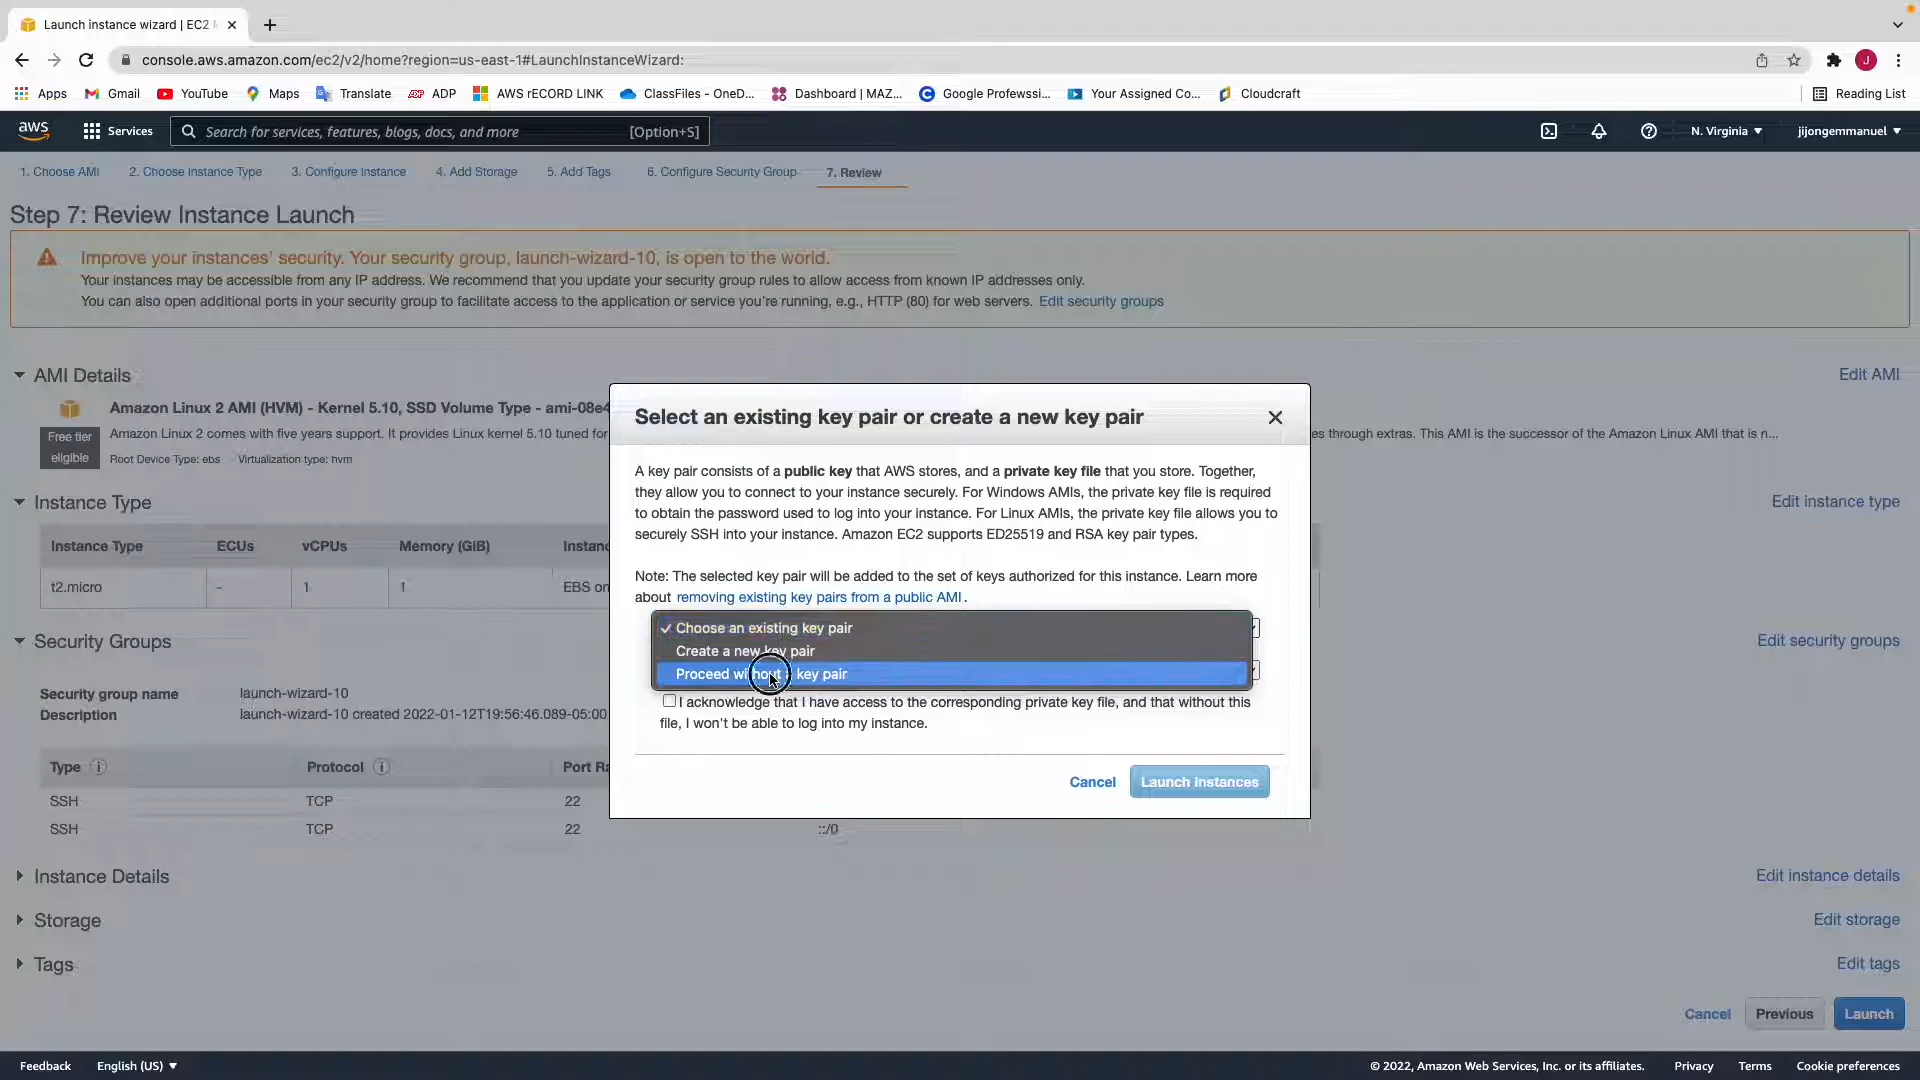 Launch instance wizard | EC2
console.aws.amazon.com/ec2/v2/home?region=us-east-1#LaunchInstanceWizard:
J
Apps Gmail YouTube Maps Translate ADP AWS rECORD LINK ClassFiles - OneD... Dashboard | MAZ... Google Profewssi... Your Assigned Co... Cloudcraft Reading List
aws Services Search for services, features, blogs, docs, and more [Option+S] N. Virginia jijongemmanuel
1. Choose AMI 2. Choose Instance Type 3. Configure Instance 4. Add Storage 5. Add Tags 6. Configure Security Group 7. Review
Step 7: Review Instance Launch
Improve your instances' security. Your security group, launch-wizard-10, is open to the world.
Your instances may be accessible from any IP address. We recommend that you update your security group rules to allow access from known IP addresses only.
You can also open additional ports in your security group to facilitate access to the application or service you're running, e.g., HTTP (80) for web servers. Edit security groups
AMI Details Edit AMI
Amazon Linux 2 AMI (HVM) - Kernel 5.10, SSD Volume Type - ami-08e4
Free tier eligible
Amazon Linux 2 comes with five years support. It provides Linux kernel 5.10 tuned for
es through extras. This AMI is the successor of the Amazon Linux AMI that is n...
Root Device Type: ebs Virtualization type: hvm
Instance Type Edit instance type
Instance Type ECUs vCPUs Memory (GiB) Instanc
t2.micro - 1 1 EBS on
Security Groups Edit security groups
Security group name launch-wizard-10
Description launch-wizard-10 created 2022-01-12T19:56:46.089-05:00
Type Protocol Port Ra
SSH TCP 22
SSH TCP 22 ::/0
Select an existing key pair or create a new key pair
A key pair consists of a public key that AWS stores, and a private key file that you store. Together,
they allow you to connect to your instance securely. For Windows AMIs, the private key file is required
to obtain the password used to log into your instance. For Linux AMIs, the private key file allows you to
securely SSH into your instance. Amazon EC2 supports ED25519 and RSA key pair types.
Note: The selected key pair will be added to the set of keys authorized for this instance. Learn more
about removing existing key pairs from a public AMI.
Choose an existing key pair
Create a new key pair
Proceed without a key pair
I acknowledge that I have access to the corresponding private key file, and that without this
file, I won't be able to log into my instance.
Cancel Launch Instances
Instance Details Edit instance details
Storage Edit storage
Tags Edit tags
Cancel Previous Launch
Feedback English (US) © 2022, Amazon Web Services, Inc. or its affiliates. Privacy Terms Cookie preferences